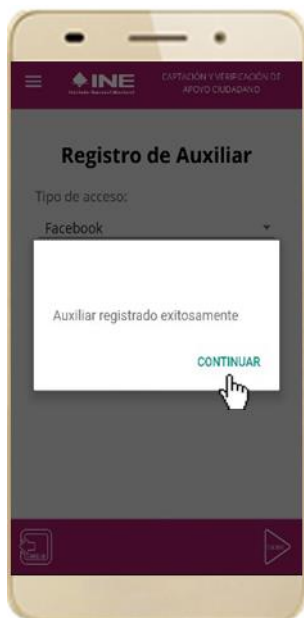 INE
Instituto Nacional Electoral
CAPTACIÓN Y VERIFICACIÓN DE
APOYO CIUDADANO
Registro de Auxiliar
Tipo de acceso:
Facebook
Auxiliar registrado exitosamente
CONTINUAR